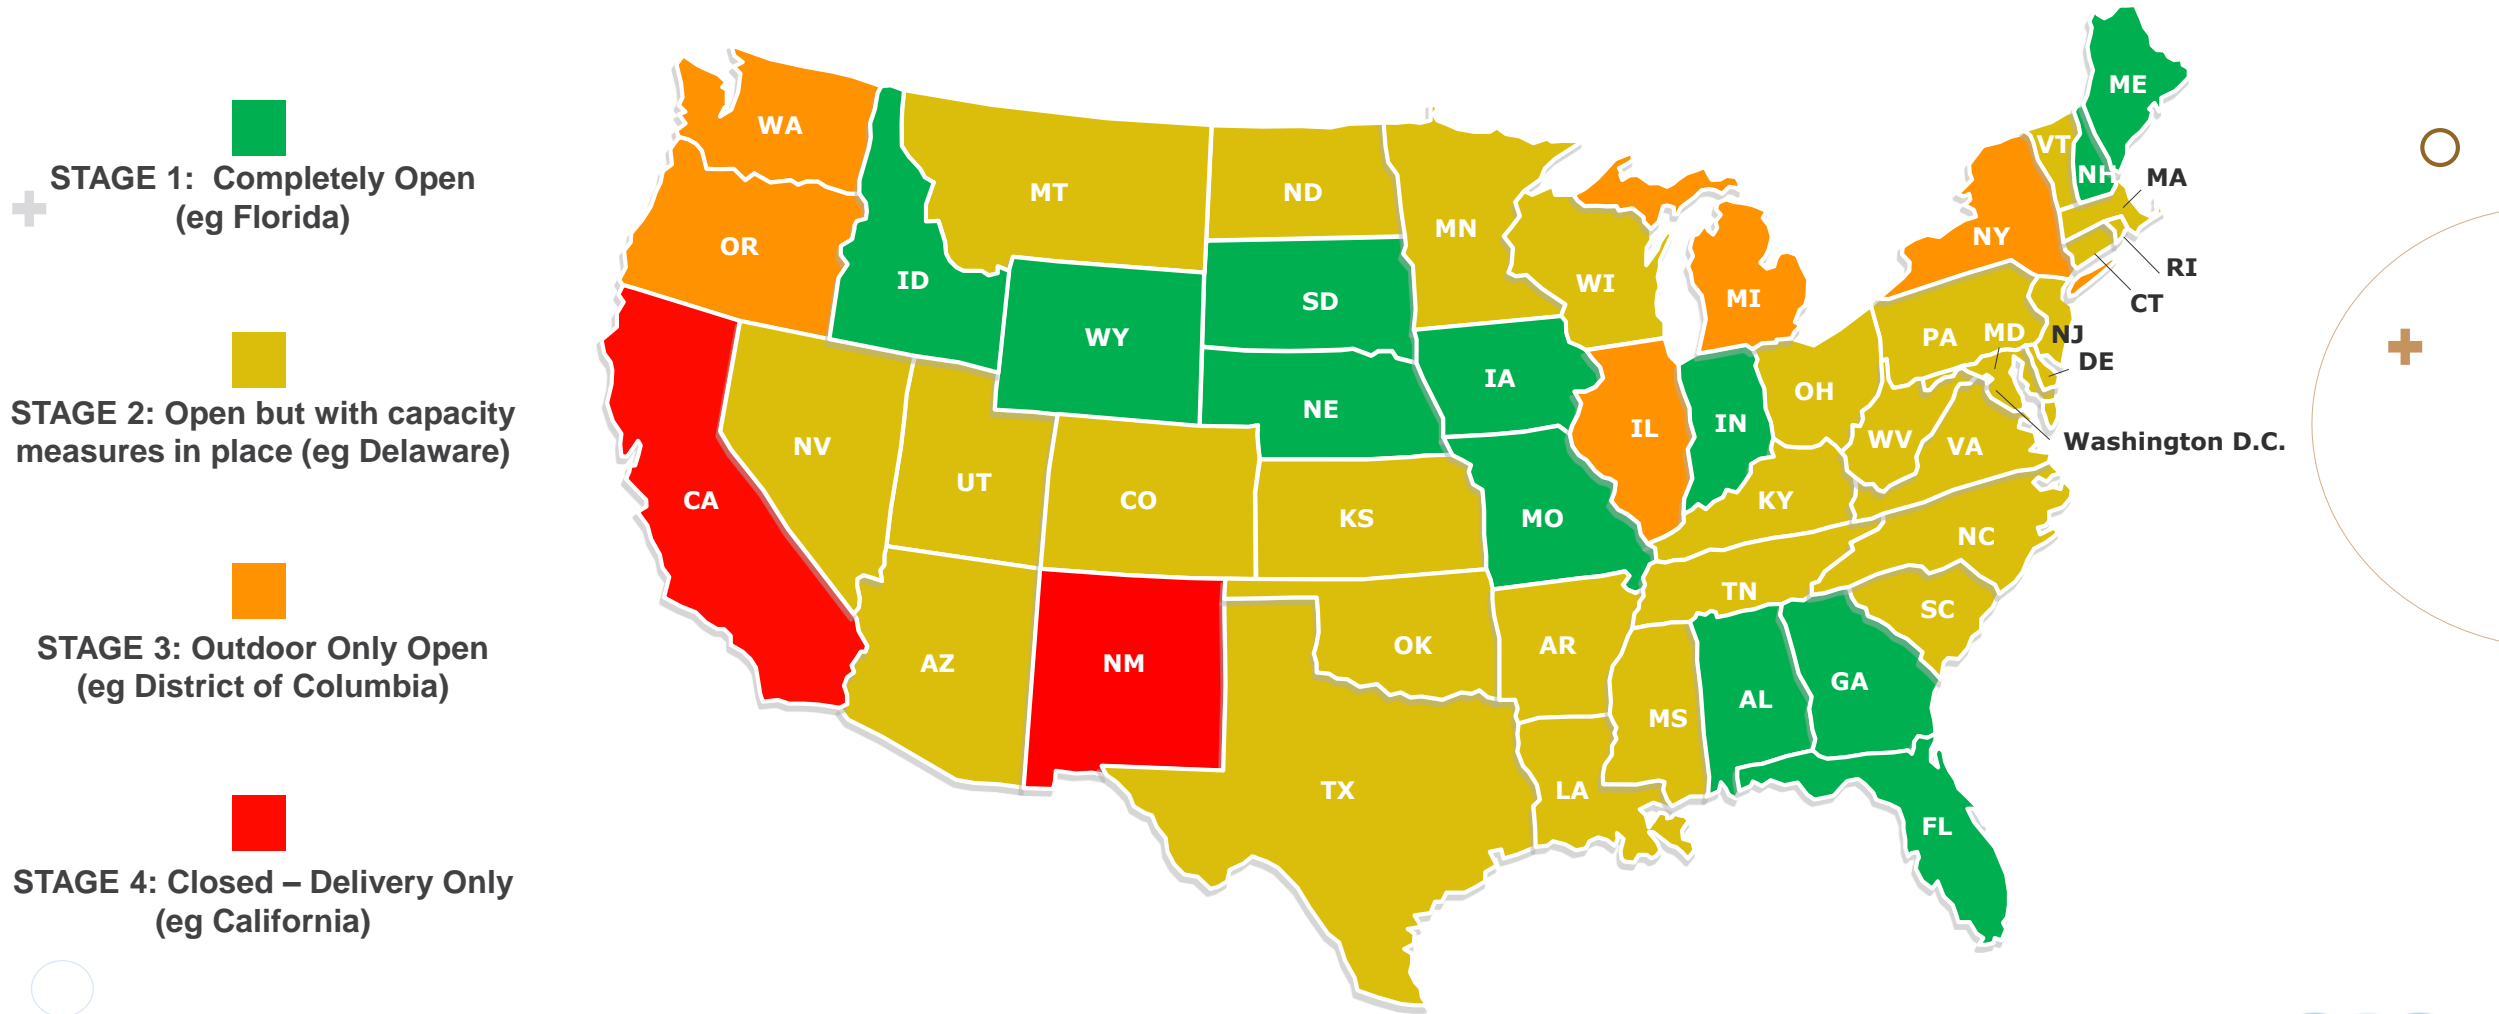 STAGE 1:  Completely Open
(eg Florida)
STAGE 2: Open but with capacity
measures in place (eg Delaware)
STAGE 3: Outdoor Only Open
(eg District of Columbia)
STAGE 4: Closed – Delivery Only
(eg California)
ME
WA
VT
NH
MA
MT
ND
MN
NY
OR
RI
ID
WI
CT
SD
MI
WY
PA
MD
NJ
DE
IA
OH
NE
IL
IN
WV
VA
Washington D.C.
NV
UT
CO
KY
CA
KS
MO
NC
TN
SC
OK
AR
AZ
NM
GA
AL
MS
TX
LA
FL